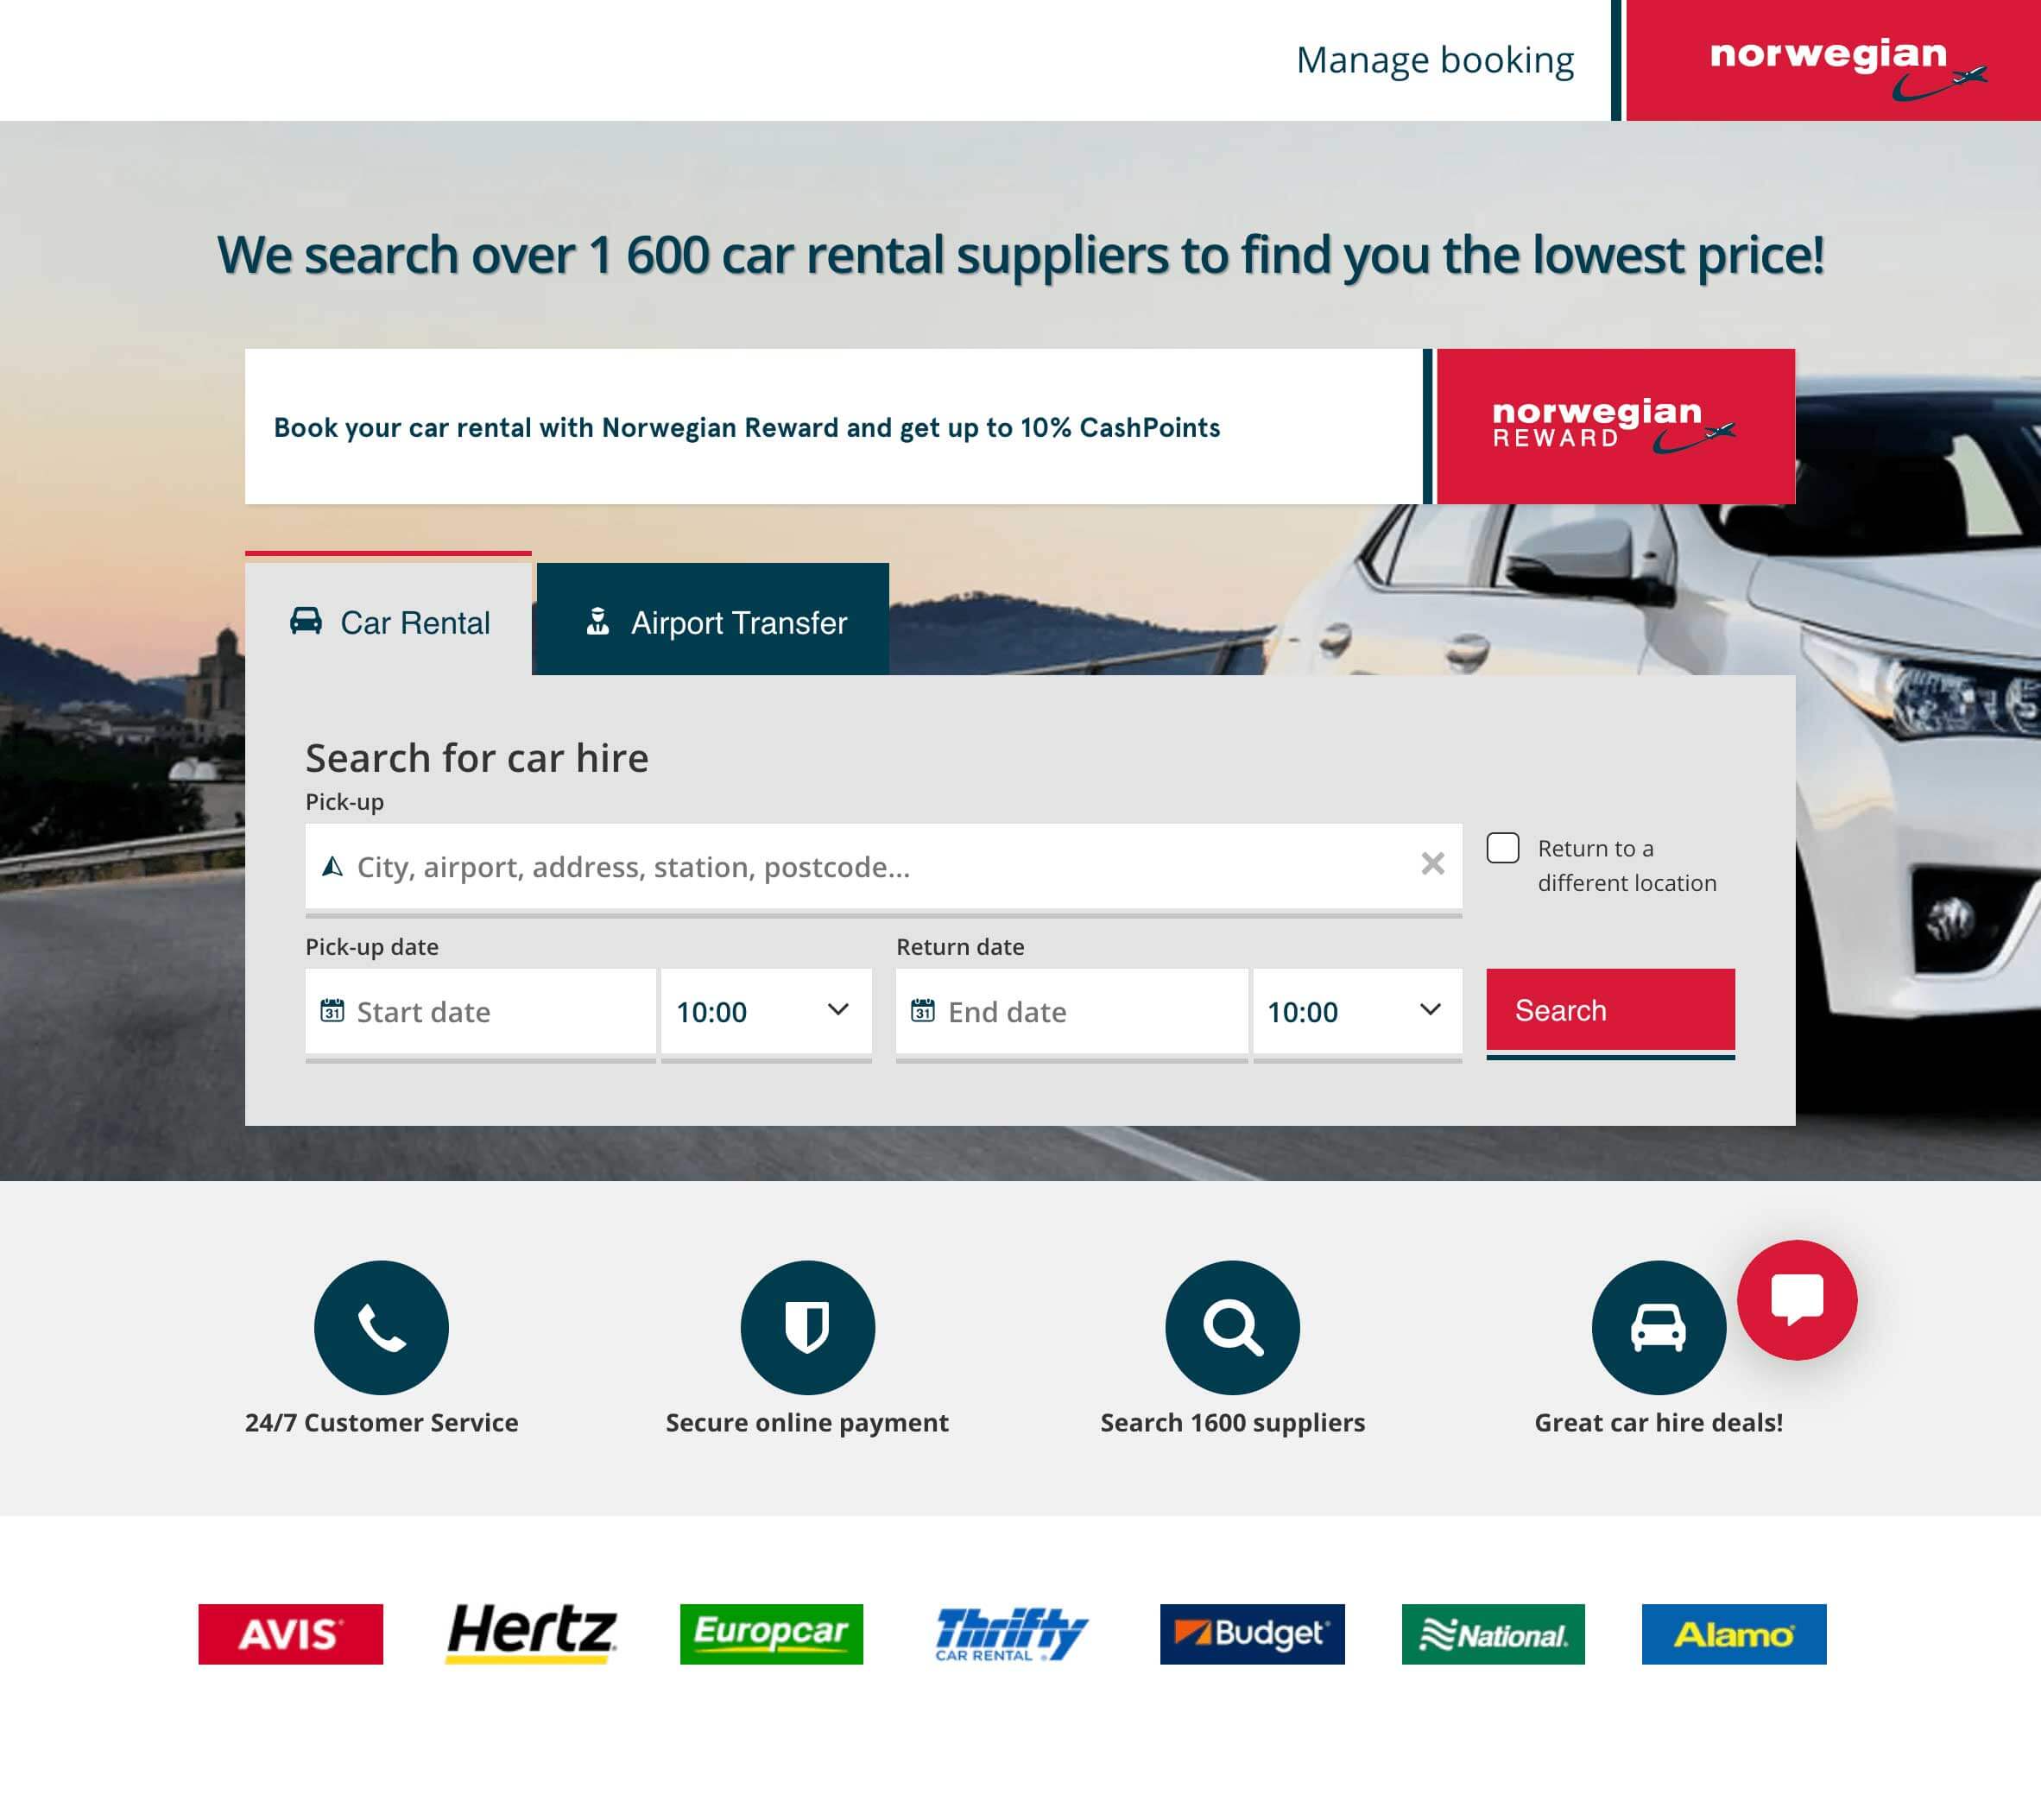 Manage booking
norwegian
We search over 1 600 car rental suppliers to find you the lowest price!
Book your car rental with Norwegian Reward and get up to 10% CashPoints
norwegian
REWARD
Car Rental
Airport Transfer
Search for car hire
Pick-up
City, airport, address, station, postcode...
Return to a
different location
Pick-up date
Return date
31 Start date
10:00
31 End date
10:00
Search
24/7 Customer Service
Secure online payment
Search 1600 suppliers
Great car hire deals!
AVIS
Hertz
Europcar
Thrifty
CAR RENTAL
Budget
National
Alamo